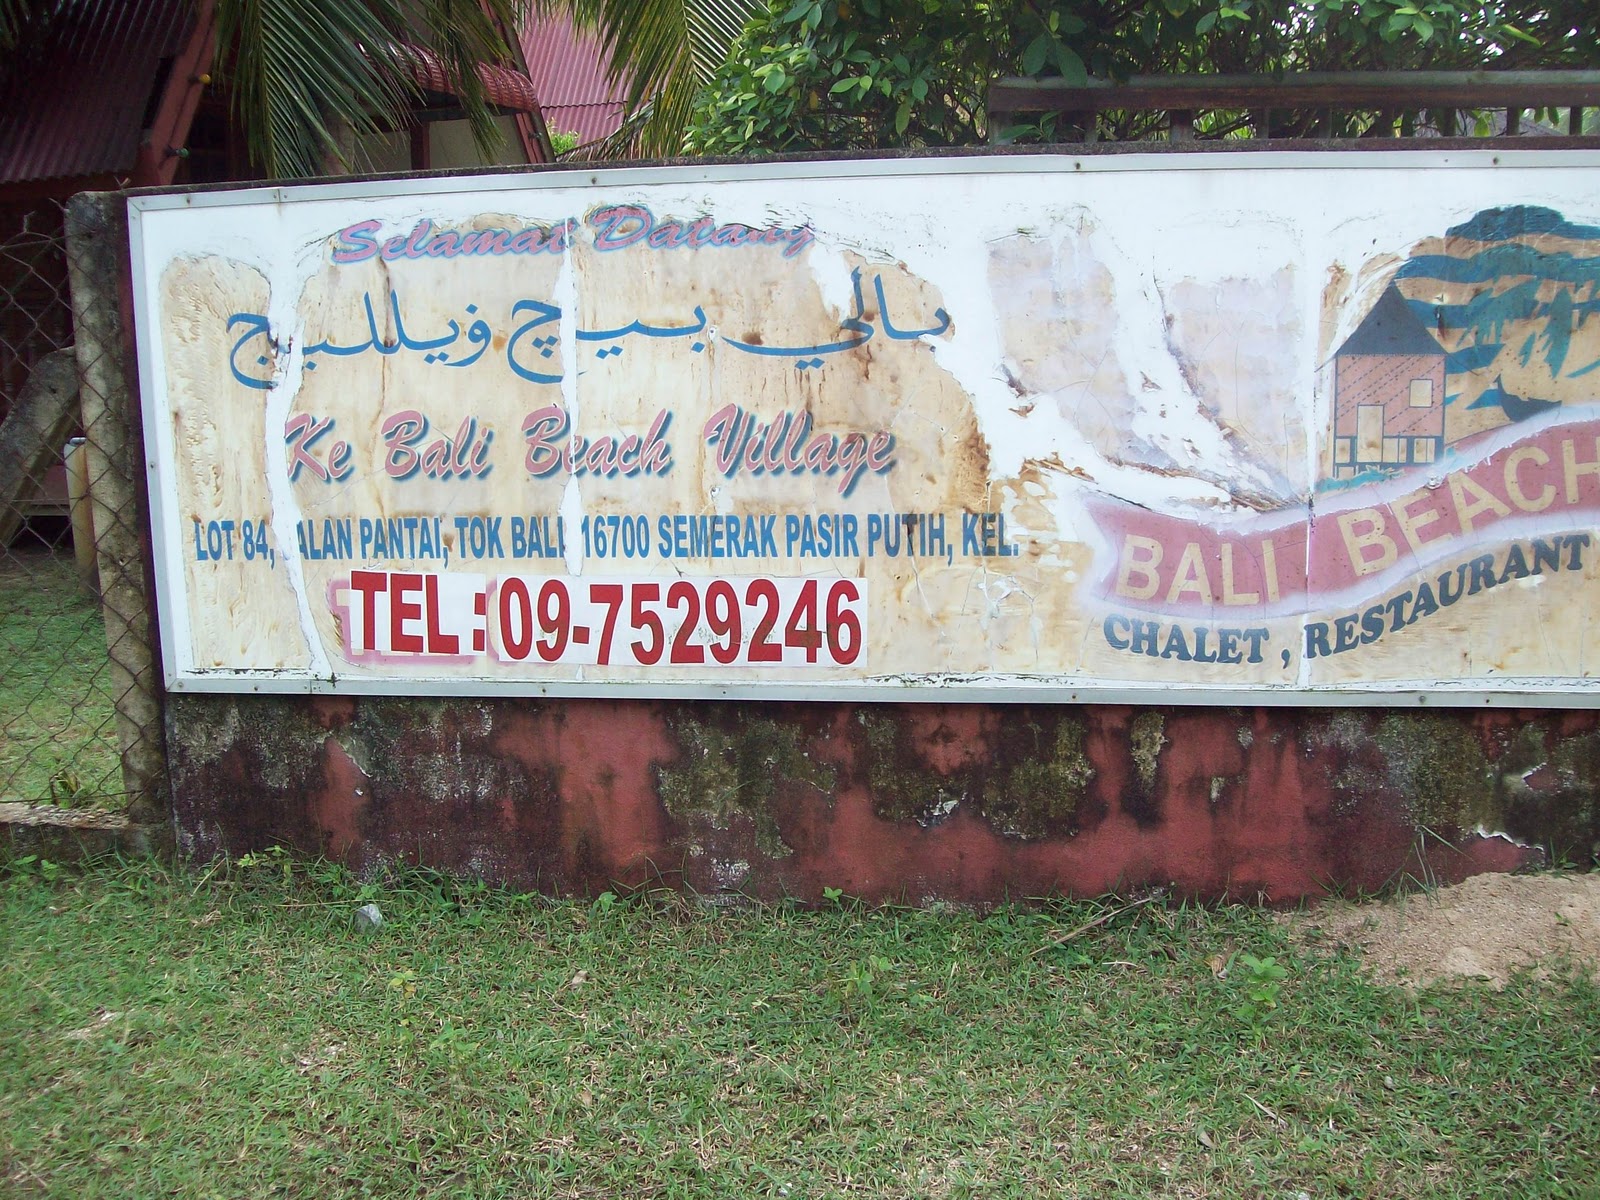 Selamat Datang
بالي بيچ ۏيلليج
Ke Bali Beach Village
LOT 84, JALAN PANTAI, TOK BALI 16700 SEMERAK PASIR PUTIH, KEL.
TEL: 09-7529246
BALI BEACH
CHALET, RESTAURANT